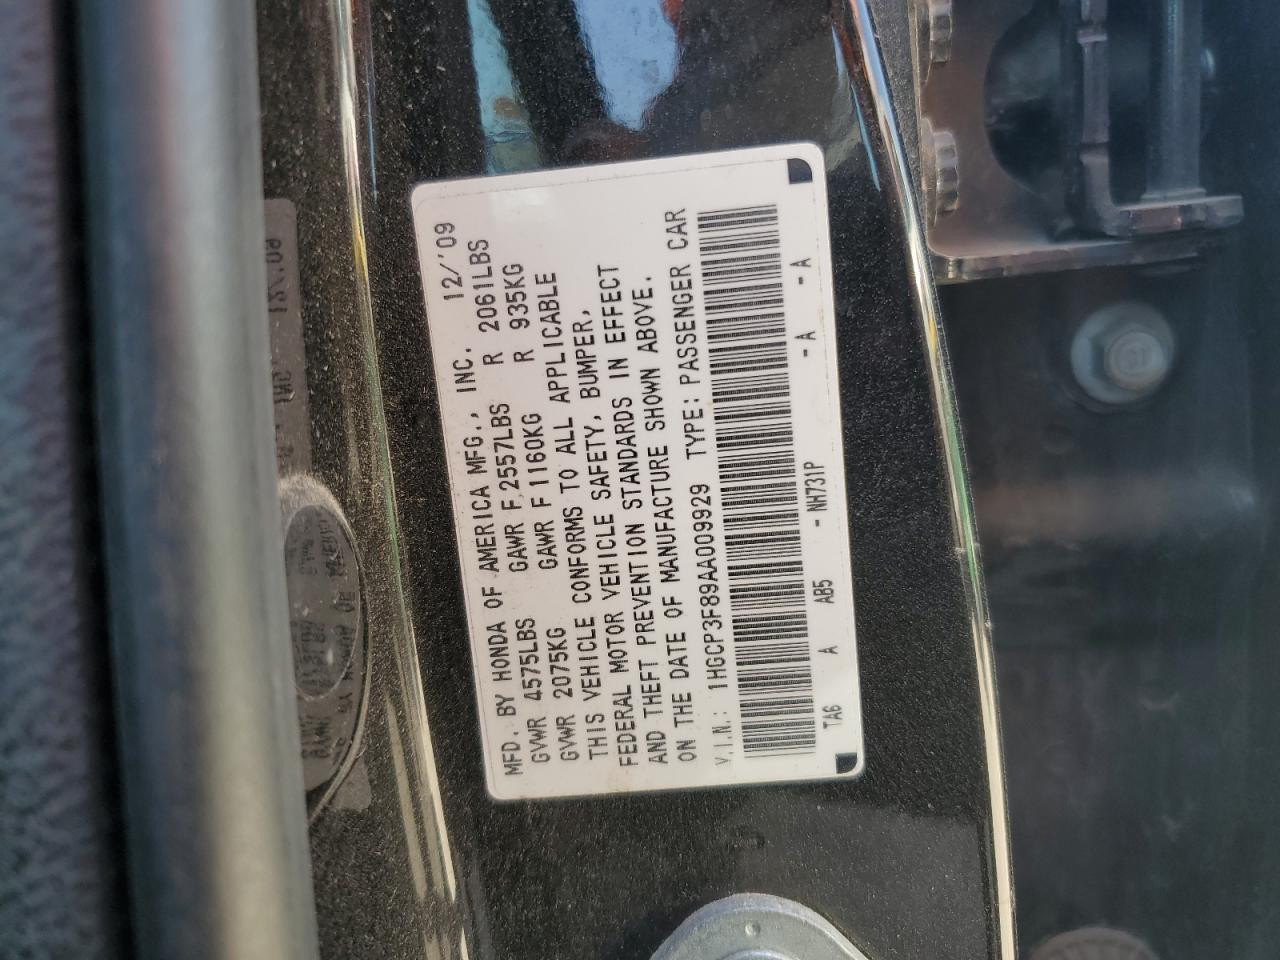 MFD. BY HONDA OF AMERICA MFG., INC. 12/'09
GVWR 4575LBS GAWR F 2557LBS R 2061LBS
GVWR 2075KG GAWR F 1160KG R 935KG
THIS VEHICLE CONFORMS TO ALL APPLICABLE
FEDERAL MOTOR VEHICLE SAFETY, BUMPER,
AND THEFT PREVENTION STANDARDS IN EFFECT
ON THE DATE OF MANUFACTURE SHOWN ABOVE.
V.I.N.: 1HGCP3F89AA009929 TYPE: PASSENGER CAR
TA6 A AB5 - NH731P - A - A